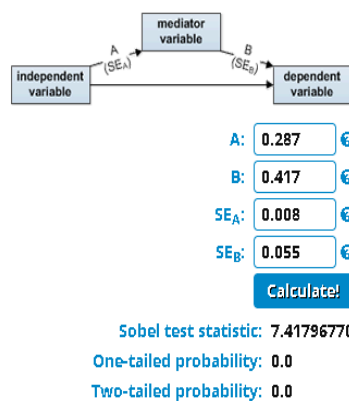 mediator
variable
A
(SEA)
B
(SEB)
independent
variable
dependent
variable
A: 0.287
B: 0.417
SEA: 0.008
SEB: 0.055
Calculate!
Sobel test statistic: 7.4179677
One-tailed probability: 0.0
Two-tailed probability: 0.0